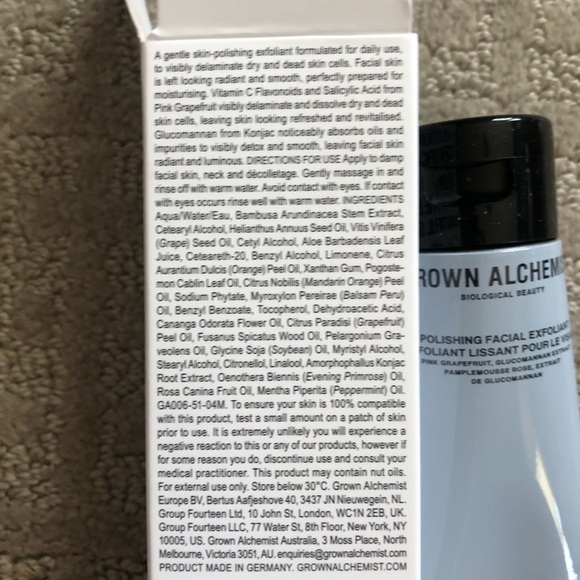 A gentle skin-polishing exfoliant formulated for daily use,
to visibly delaminate dry and dead skin cells. Facial skin
is left looking radiant and smooth, perfectly prepared for
moisturising. Vitamin C Flavonoids and Salicylic Acid from
Pink Grapefruit visibly delaminate and dissolve dry and dead
skin cells, leaving skin looking refreshed and revitalised.
Glucomannan from Konjac noticeably absorbs oils and
impurities to visibly detox and smooth, leaving facial skin
radiant and luminous. DIRECTIONS FOR USE Apply to damp
facial skin, neck and décolletage. Gently massage in and
rinse off with warm water. Avoid contact with eyes. If contact
with eyes occurs rinse well with warm water. INGREDIENTS
Aqua/Water/Eau, Bambusa Arundinacea Stem Extract,
Cetearyl Alcohol, Helianthus Annuus Seed Oil, Vitis Vinifera
(Grape) Seed Oil, Cetyl Alcohol, Aloe Barbadensis Leaf
Juice, Ceteareth-20, Benzyl Alcohol, Limonene, Citrus
Aurantium Dulcis (Orange) Peel Oil, Xanthan Gum, Pogoste-
mon Cablin Leaf Oil, Citrus Nobilis (Mandarin Orange) Peel
Oil, Sodium Phytate, Myroxylon Pereirae (Balsam Peru)
Oil, Benzyl Benzoate, Tocopherol, Dehydroacetic Acid,
Cananga Odorata Flower Oil, Citrus Paradisi (Grapefruit)
Peel Oil, Fusanus Spicatus Wood Oil, Pelargonium Gra-
veolens Oil, Glycine Soja (Soybean) Oil, Myristyl Alcohol,
Stearyl Alcohol, Citronellol, Linalool, Amorphophallus Konjac
Root Extract, Oenothera Biennis (Evening Primrose) Oil,
Rosa Canina Fruit Oil, Mentha Piperita (Peppermint) Oil.
GA006-51-04M. To ensure your skin is 100% compatible
with this product, test a small amount on a patch of skin
prior to use. It is extremely unlikely you will experience a
negative reaction to this or any of our products, however if
for some reason you do, discontinue use and consult your
medical practitioner. This product may contain nut oils.
For external use only. Store below 30°C. Grown Alchemist
Europe BV, Bertus Aafjeshove 40, 3437 JN Nieuwegein, NL.
Group Fourteen Ltd, 10 John St, London, WC1N 2EB, UK.
Group Fourteen LLC, 77 Water St, 8th Floor, New York, NY
10005, US. Grown Alchemist Australia, 3 Moss Place, North
Melbourne, Victoria 3051, AU. enquiries@grownalchemist.com
PRODUCT MADE IN GERMANY. GROWNALCHEMIST.COM
ROWN ALCHEMIS
BIOLOGICAL BEAUTY
POLISHING FACIAL EXFOLIANT
FOLIANT LISSANT POUR LE VISA
PINK GRAPEFRUIT, GLUCOMANNAN EXTRACT
PAMPLEMOUSSE ROSE, EXTRAIT
DE GLUCOMANNAN